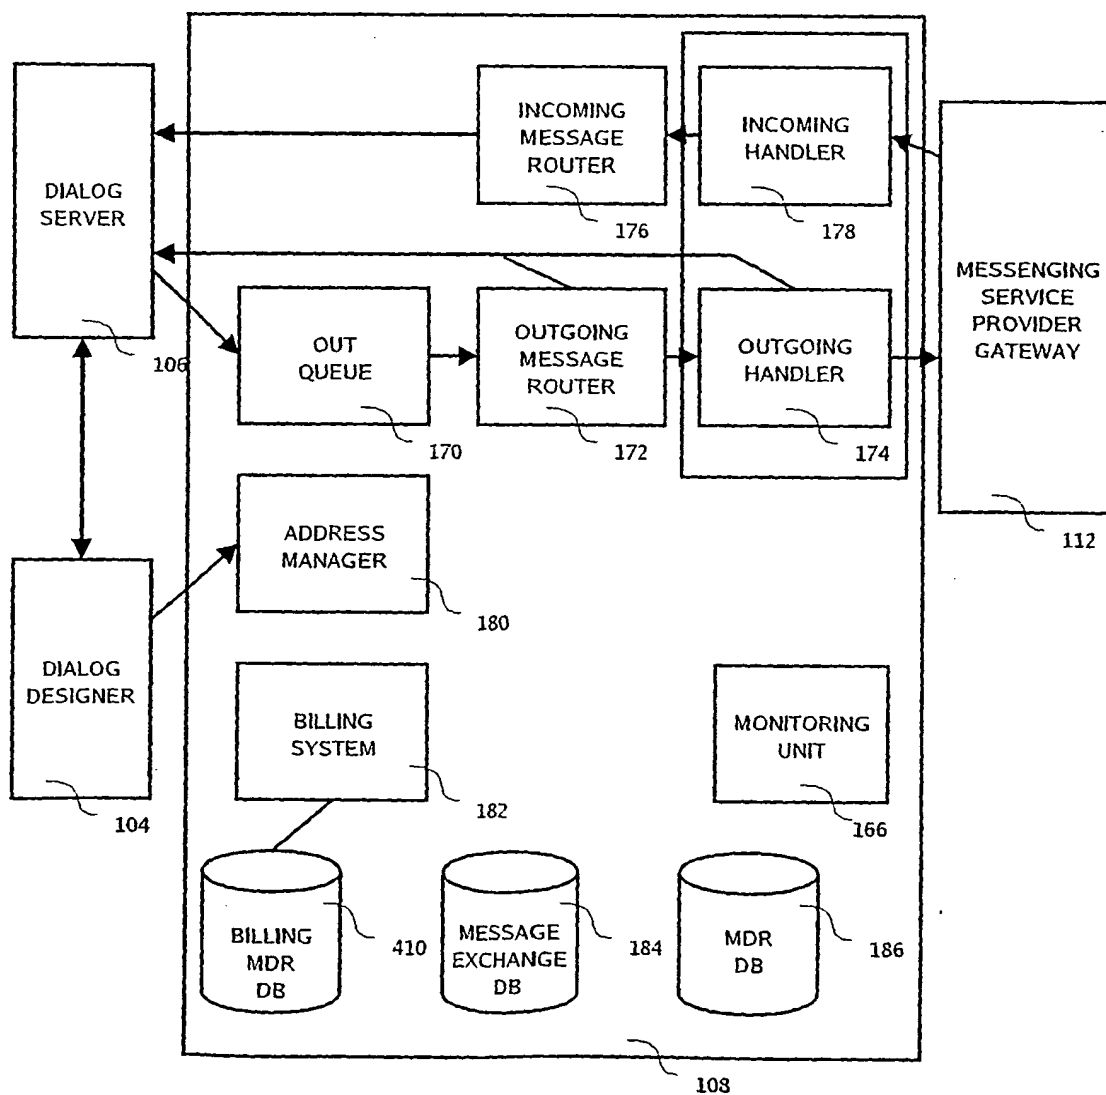 INCOMING
MESSAGE
ROUTER
176
INCOMING
HANDLER
178
DIALOG
SERVER
106
MESSENGING
SERVICE
PROVIDER
GATEWAY
112
OUT
QUEUE
170
OUTGOING
MESSAGE
ROUTER
172
OUTGOING
HANDLER
174
ADDRESS
MANAGER
180
DIALOG
DESIGNER
104
BILLING
SYSTEM
182
MONITORING
UNIT
166
BILLING
MDR
DB
410
MESSAGE
EXCHANGE
DB
184
MDR
DB
186
108